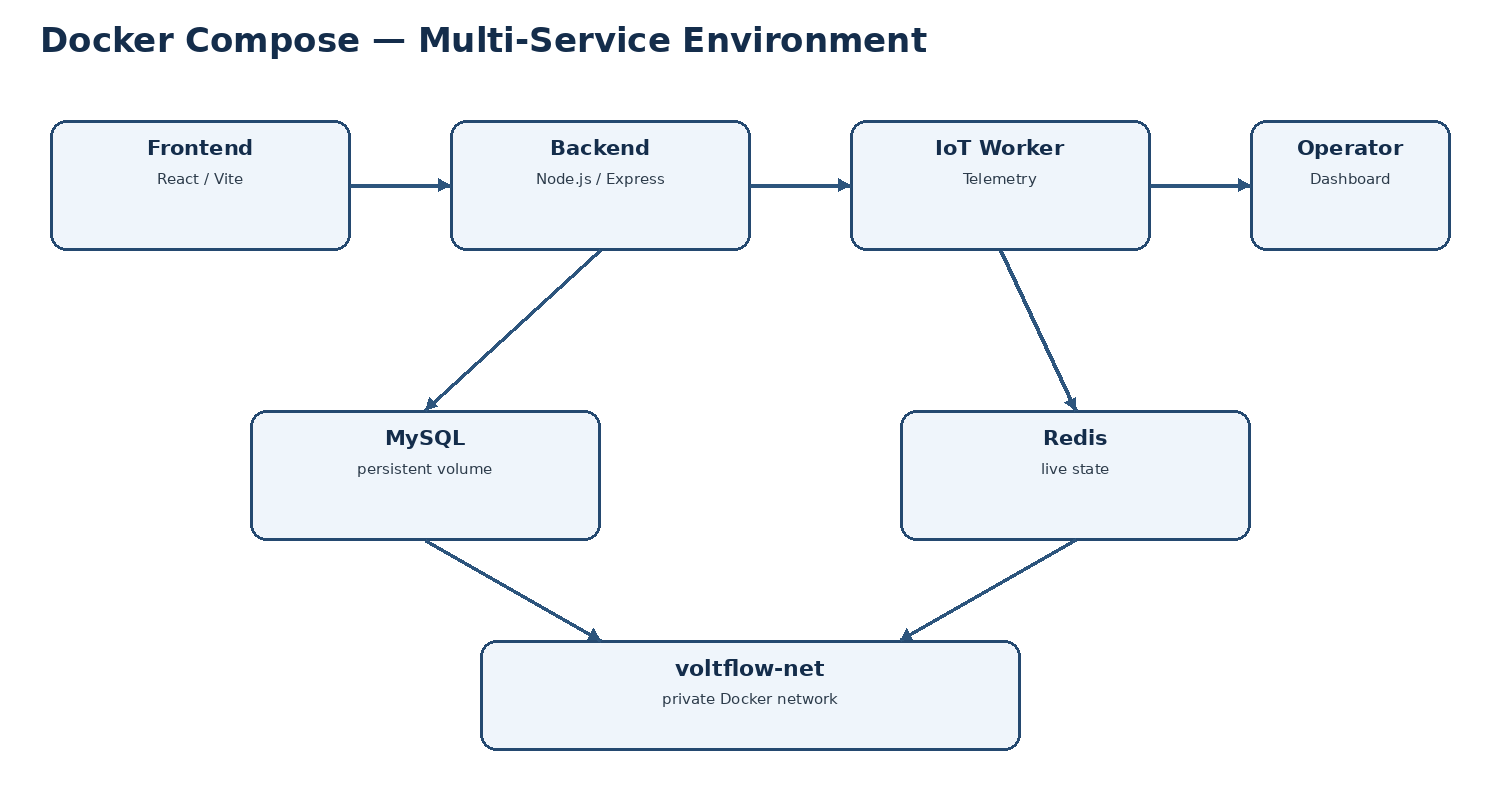 Docker Compose — Multi-Service Environment
Frontend
React / Vite
Backend
Node.js / Express
IoT Worker
Telemetry
Operator
Dashboard
MySQL
persistent volume
Redis
live state
voltflow-net
private Docker network